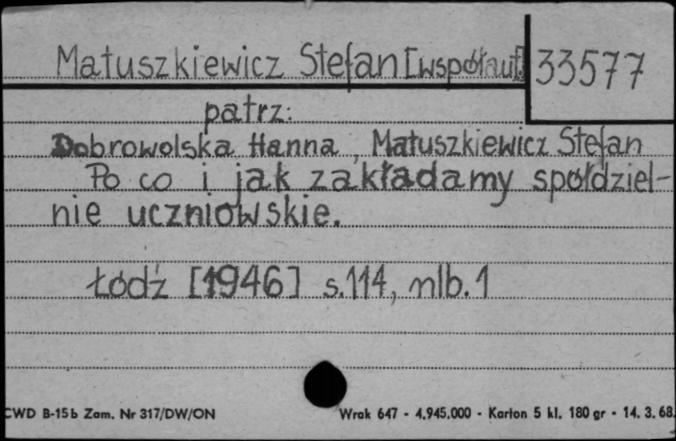 Matuszkiewicz Stefan [współaut.] 33577
patrz:
Dobrowolska Hanna, Matuszkiewicz Stefan
Po co i jak zakładamy spółdziel-
nie uczniowskie.
Łódź [1946] s.114, nlb.1
CWD B-15b Zam. Nr 317/DW/ON Wrak 647 - 4.945.000 - Karton 5 kl. 180 gr - 14. 3. 68.